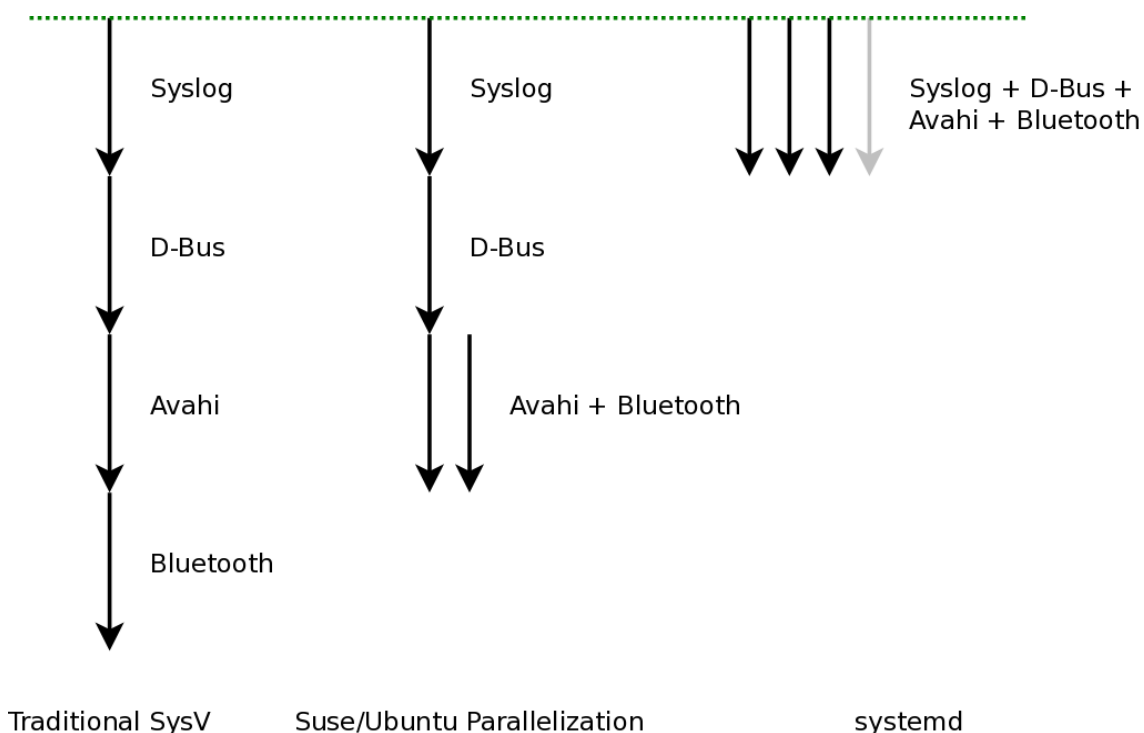 Syslog
Syslog
Syslog + D-Bus +
Avahi + Bluetooth
D-Bus
D-Bus
Avahi
Avahi + Bluetooth
Bluetooth
Traditional SysV
Suse/Ubuntu Parallelization
systemd